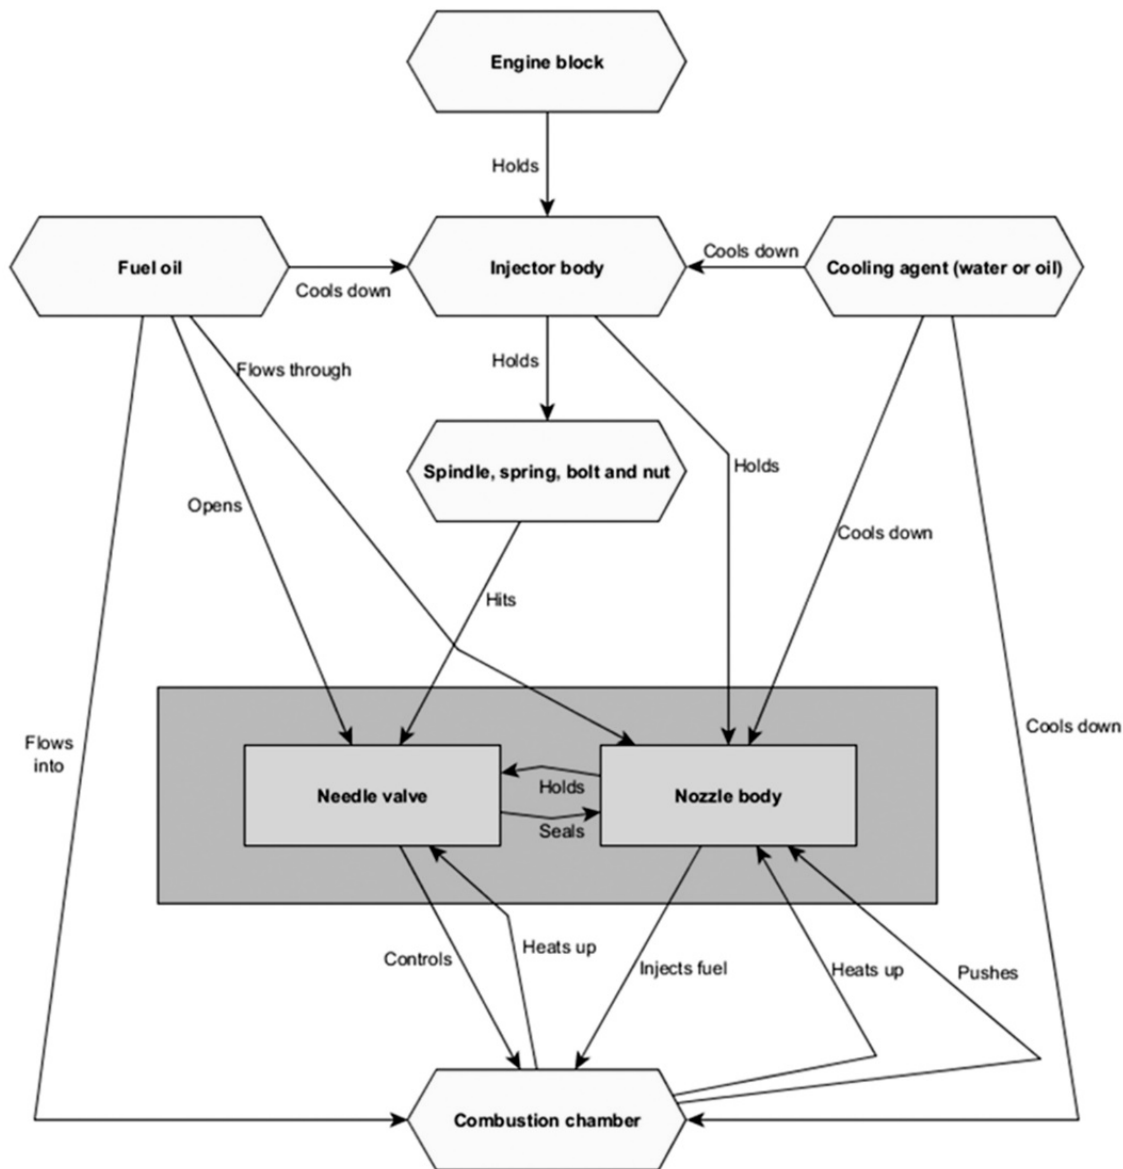 Engine block
Holds
Fuel oil
Cools down
Injector body
Cools down
Cooling agent (water or oil)
Flows through
Holds
Spindle, spring, bolt and nut
Holds
Opens
Cools down
Hits
Flows
into
Cools down
Needle valve
Holds
Seals
Nozzle body
Controls
Heats up
Injects fuel
Heats up
Pushes
Combustion chamber